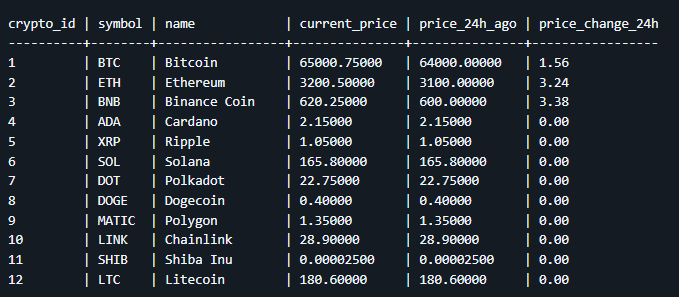 crypto_id | symbol | name | current_price | price_24h_ago | price_change_24h
----------+--------+----------------+---------------+---------------+-----------------
1 | BTC | Bitcoin | 65000.75000 | 64000.00000 | 1.56
2 | ETH | Ethereum | 3200.50000 | 3100.00000 | 3.24
3 | BNB | Binance Coin | 620.25000 | 600.00000 | 3.38
4 | ADA | Cardano | 2.15000 | 2.15000 | 0.00
5 | XRP | Ripple | 1.05000 | 1.05000 | 0.00
6 | SOL | Solana | 165.80000 | 165.80000 | 0.00
7 | DOT | Polkadot | 22.75000 | 22.75000 | 0.00
8 | DOGE | Dogecoin | 0.40000 | 0.40000 | 0.00
9 | MATIC | Polygon | 1.35000 | 1.35000 | 0.00
10 | LINK | Chainlink | 28.90000 | 28.90000 | 0.00
11 | SHIB | Shiba Inu | 0.00002500 | 0.00002500 | 0.00
12 | LTC | Litecoin | 180.60000 | 180.60000 | 0.00